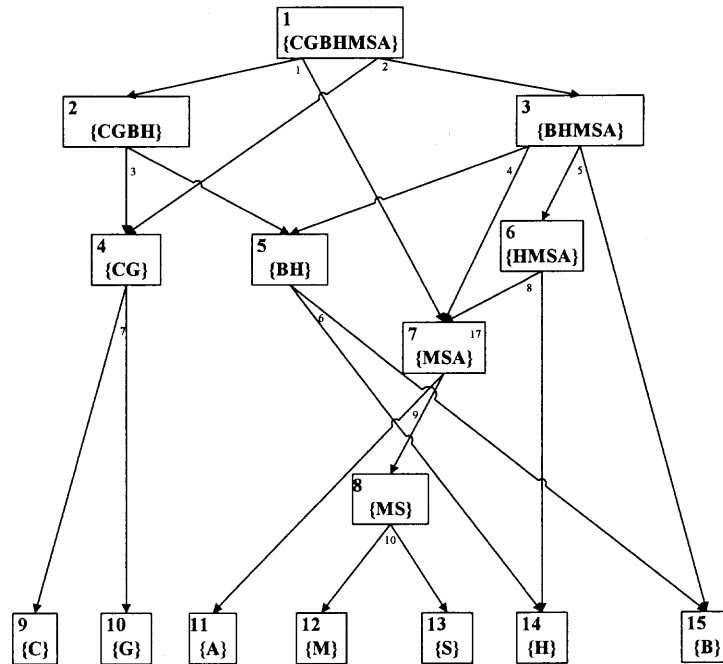 1
{CGBHMSA}
1
2
2
{CGBH}
3
{BHMSA}
3
4
5
4
{CG}
5
{BH}
6
{HMSA}
7
6
8
7 17
{MSA}
9
8
{MS}
10
9
{C}
10
{G}
11
{A}
12
{M}
13
{S}
14
{H}
15
{B}